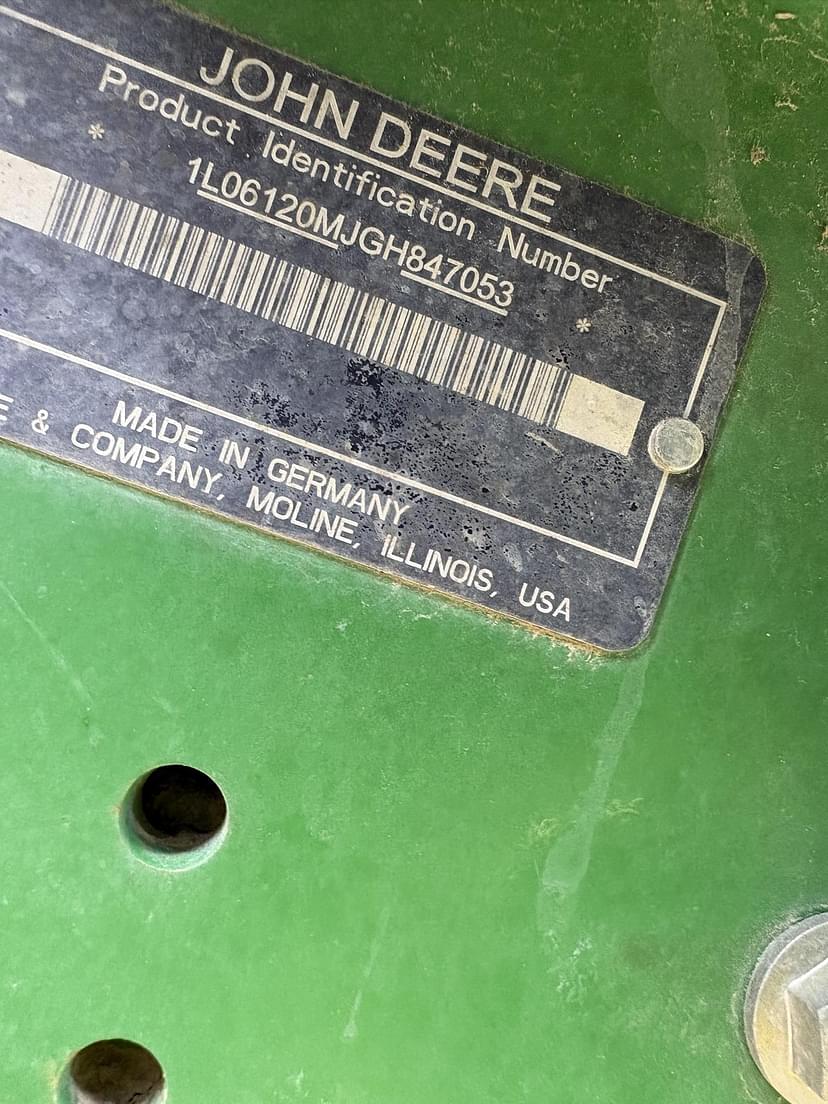 JOHN DEERE
Product Identification Number
* 1L06120MJGH847053 *
MADE IN GERMANY
& COMPANY, MOLINE, ILLINOIS, USA